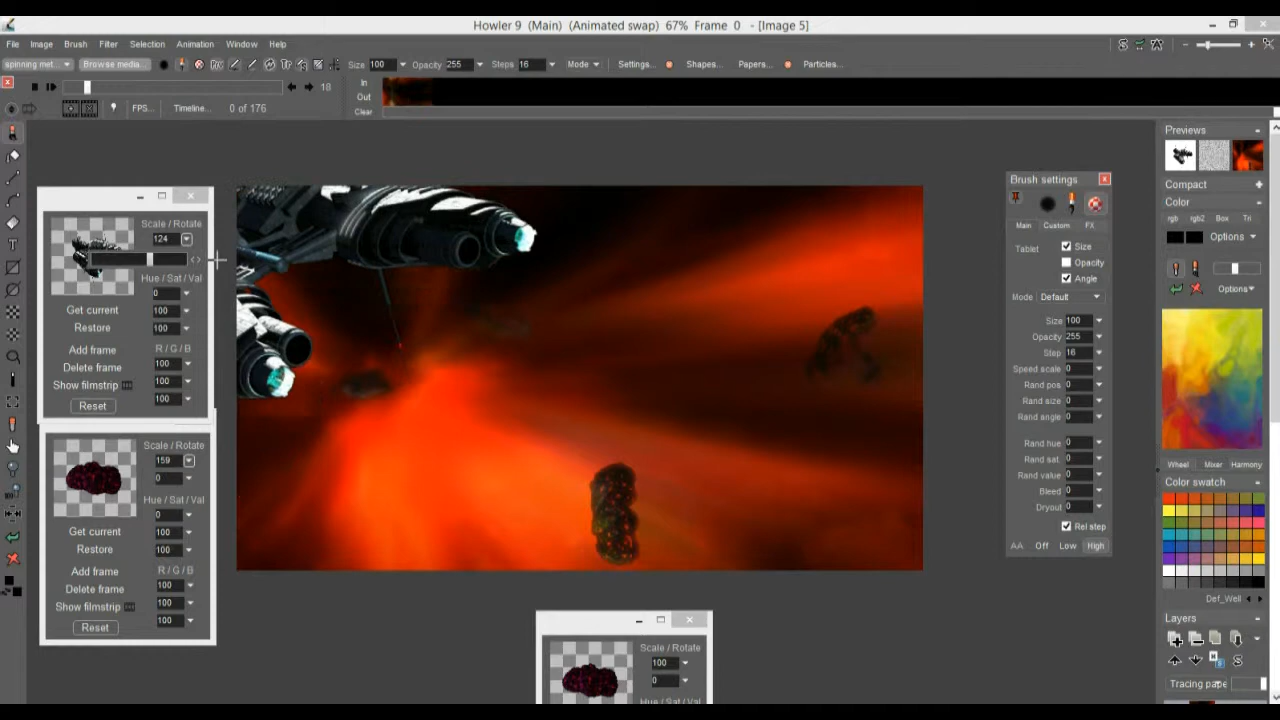 Howler 9 (Main) (Animated swap) 67% Frame 0 - [Image 5]
File Image Brush Filter Selection Animation Window Help
spinning met... Browse media... Size 100 Opacity 255 Steps 16 Mode Settings... Shapes... Papers... Particles...
18
FPS... Timeline... 0 of 176
In
Out
Clear
Scale / Rotate
124
Hue / Sat / Val
0
Get current 100
Restore 100
Add frame R / G / B
100
Delete frame 100
Show filmstrip
100
Reset
Scale / Rotate
159
0
Hue / Sat / Val
0
Get current 100
Restore 100
Add frame R / G / B
Delete frame 100
Show filmstrip 100
Reset 100
Scale / Rotate
100
0
Hue / Sat / Val
Brush settings
Main Custom FX
Tablet Size
Opacity
Angle
Mode Default
Size 100
Opacity 255
Step 16
Speed scale 0
Rand pos 0
Rand size 0
Rand angle 0
Rand hue 0
Rand sat. 0
Rand value 0
Bleed 0
Dryout 0
Rel step
AA Off Low High
Previews
Compact
Color
rgb rgb2 Box Tri
Options
Options
Wheel Mixer Harmony
Color swatch
Def_Well
Layers
Tracing